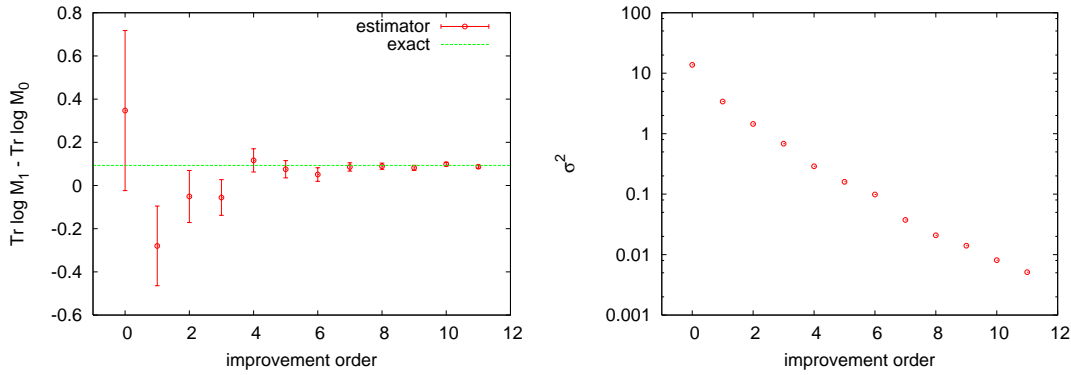 0.8
0.6
0.4
0.2
0
-0.2
-0.4
-0.6
0 2 4 6 8 10 12
Tr log M1 - Tr log M0
improvement order
estimator
exact
100
10
1
0.1
0.01
0.001
0 2 4 6 8 10 12
σ2
improvement order